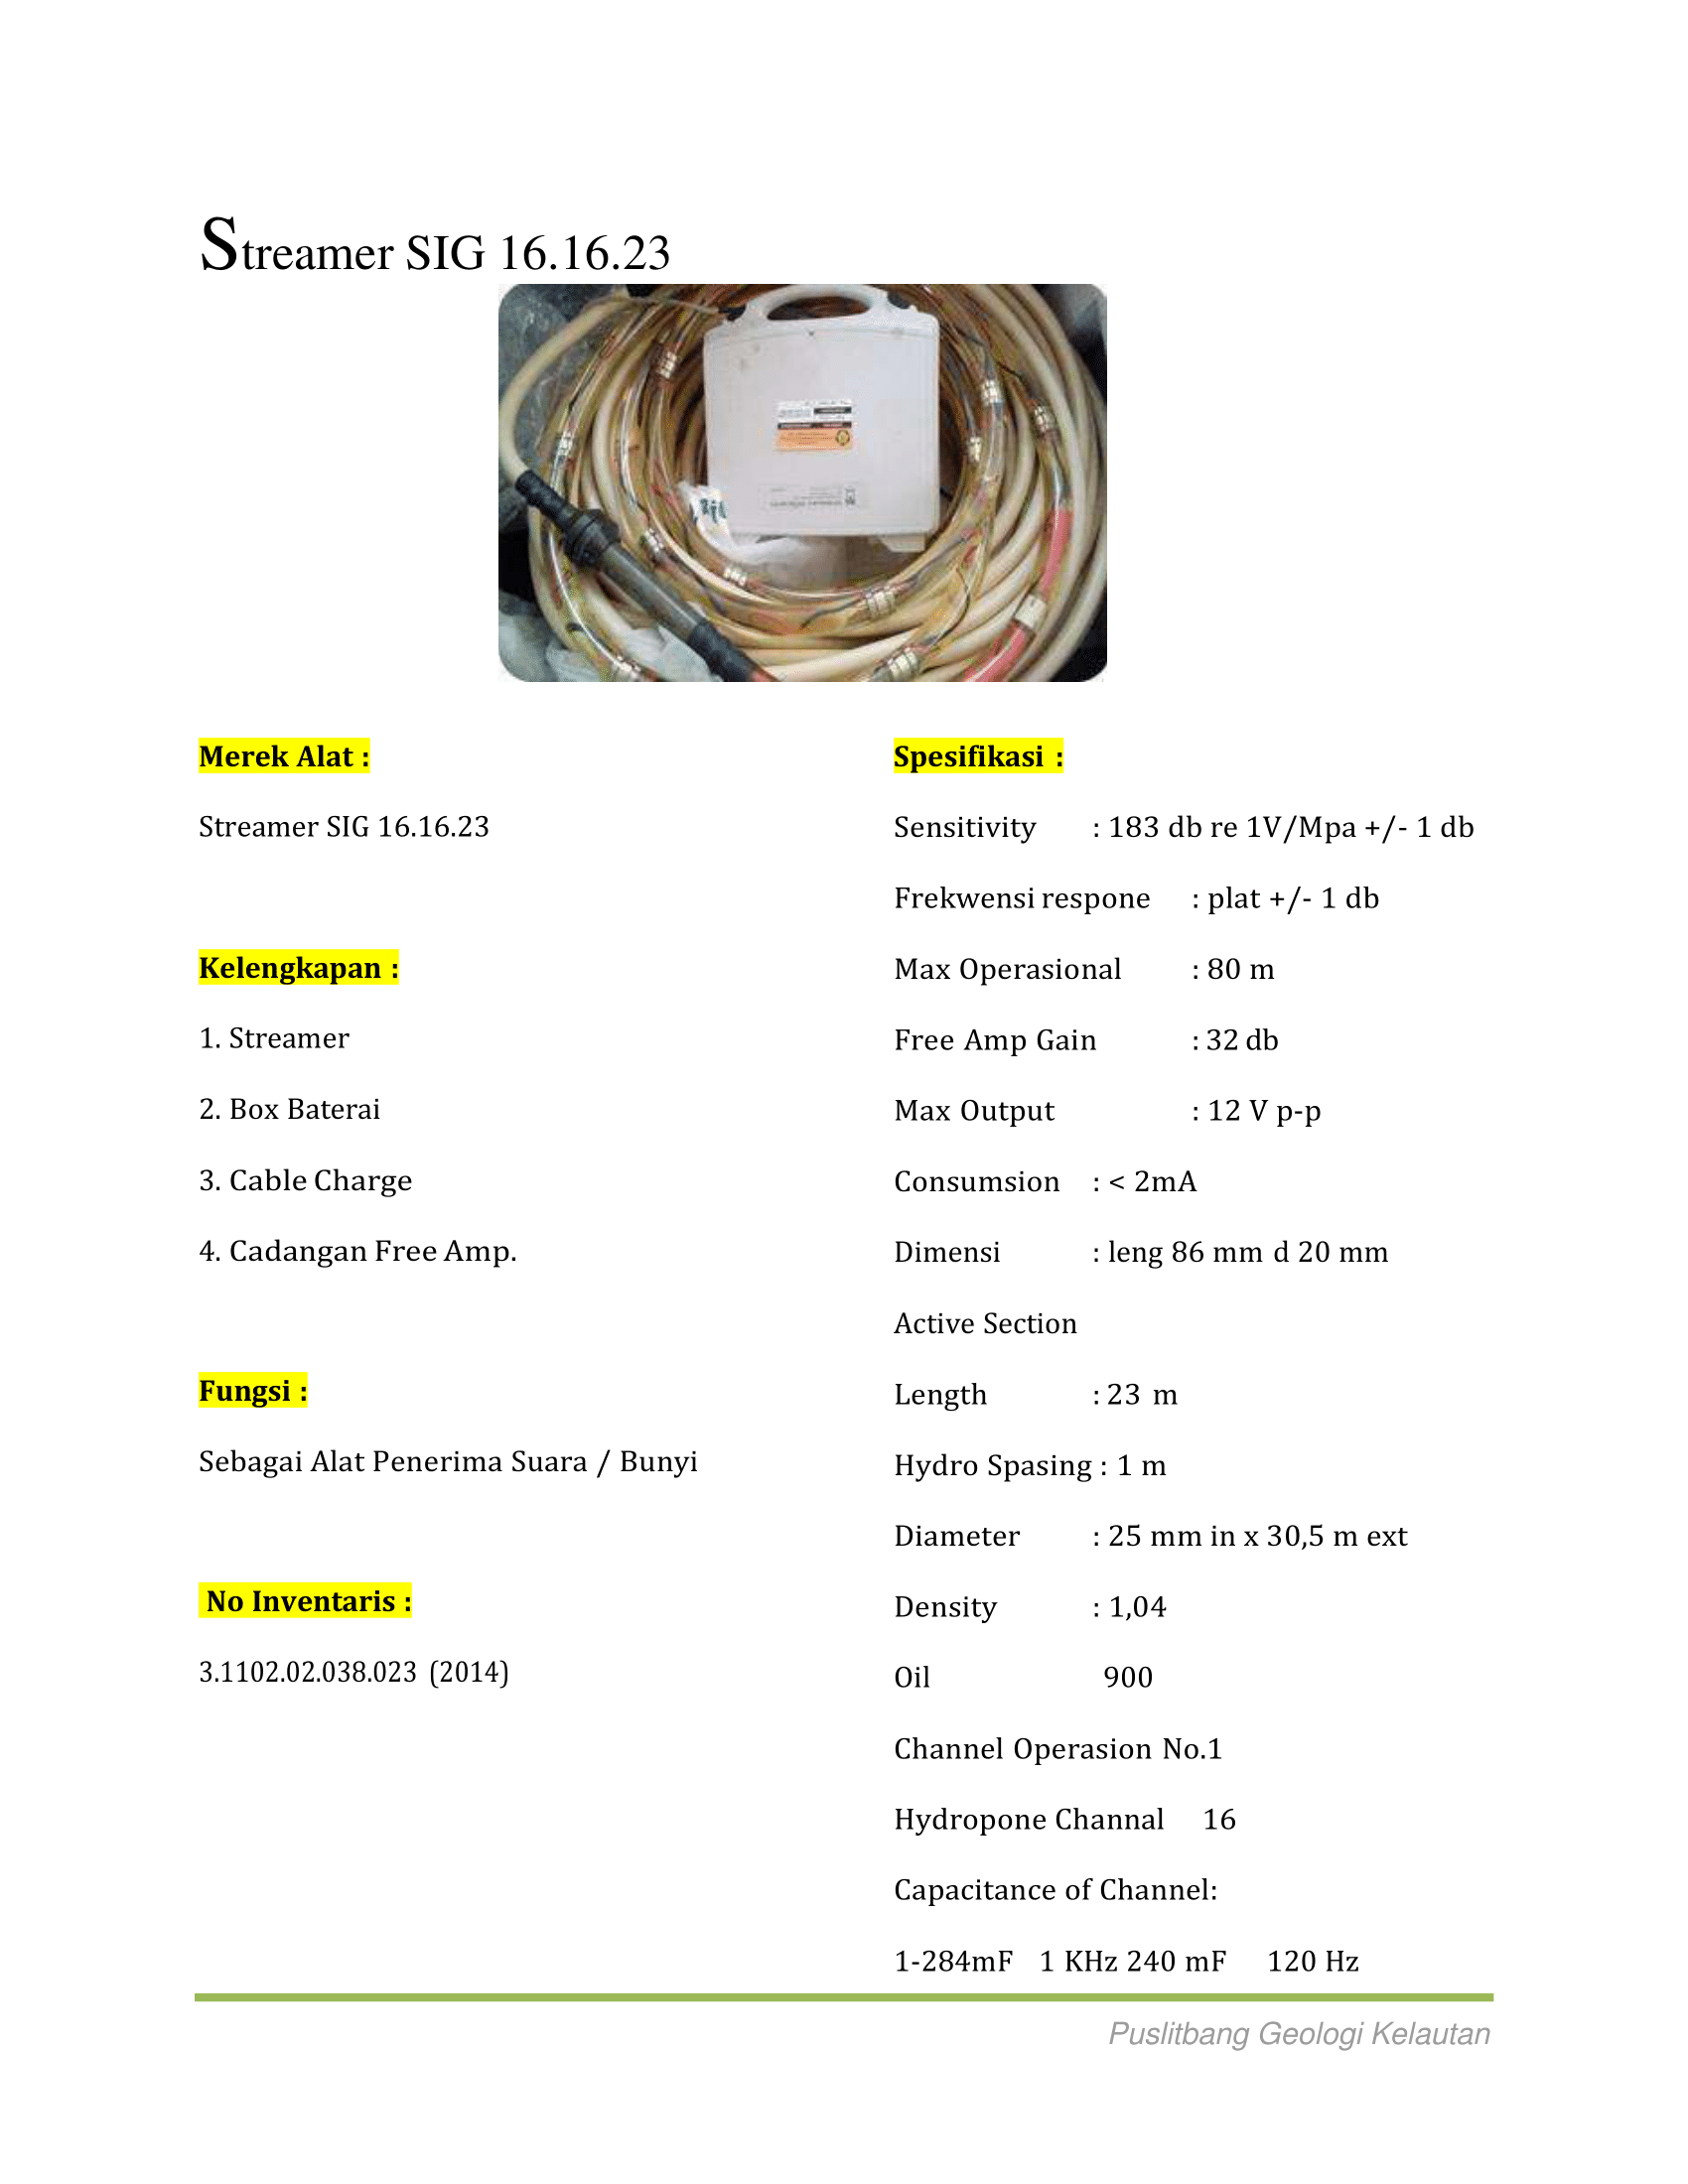 Streamer SIG 16.16.23
Merek Alat :
Streamer SIG 16.16.23
Kelengkapan :
1. Streamer
2. Box Baterai
3. Cable Charge
4. Cadangan Free Amp.
Fungsi :
Sebagai Alat Penerima Suara / Bunyi
No Inventaris :
3.1102.02.038.023 (2014)
Spesifikasi :
Sensitivity : 183 db re 1V/Mpa +/- 1 db
Frekwensi respone : plat +/- 1 db
Max Operasional : 80 m
Free Amp Gain : 32 db
Max Output : 12 V p-p
Consumsion : < 2mA
Dimensi : leng 86 mm d 20 mm
Active Section
Length : 23 m
Hydro Spasing : 1 m
Diameter : 25 mm in x 30,5 m ext
Density : 1,04
Oil 900
Channel Operasion No.1
Hydropone Channal 16
Capacitance of Channel:
1-284mF 1 KHz 240 mF 120 Hz
Puslitbang Geologi Kelautan